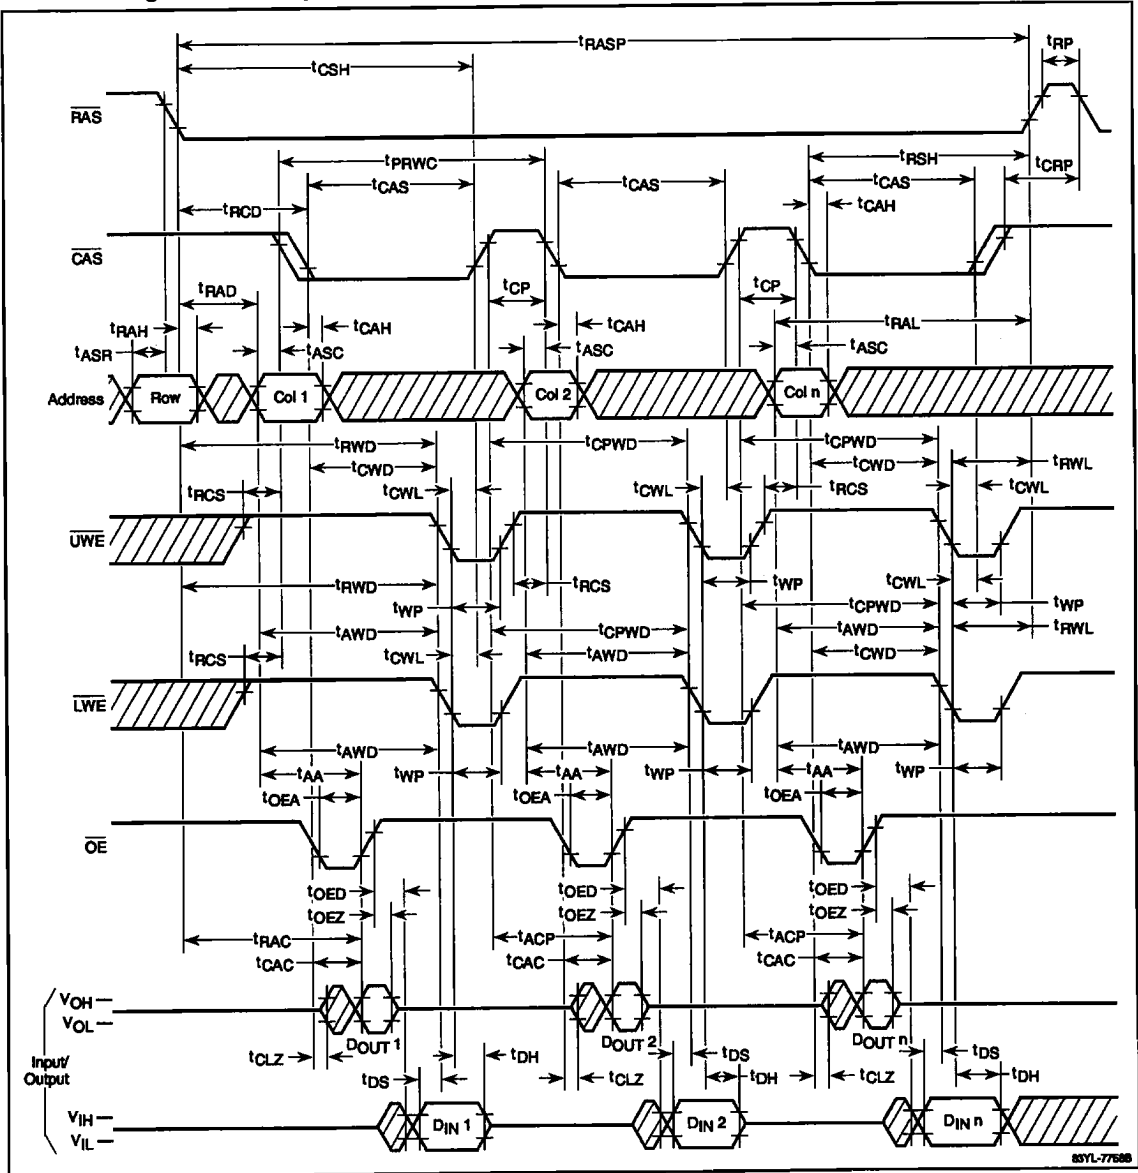 tRASP tRP
tCSH
RAS
tPRWC tRSH
tCAS tCAS tCAS tCRP
tRCD tCAH
CAS
tRAD tCP tCP
tRAH tCAH tCAH tRAL
tASR tASC tASC tASC
Address Row Col 1 Col 2 Col n
tRWD tCPWD tCPWD
tCWD tCWD tRWL
tRCS tCWL tCWL tRCS tCWL
UWE
tRWD tRCS tWP tCWL
tWP tCPWD tWP
tAWD tCPWD tAWD tRWL
tRCS tCWL tAWD tCWD
LWE
tAWD tAWD tAWD
tAA tWP tAA tWP tAA tWP
tOEA tOEA tOEA
OE
tOED tOED tOED
tOEZ tOEZ tOEZ
tRAC tACP tACP
tCAC tCAC tCAC
VOH
VOL
DOUT 1 DOUT 2 DOUT n
Input/
Output
tCLZ tDH tDS tDS
tDS tCLZ tDH tCLZ tDH
VIH
VIL
DIN 1 DIN 2 DIN n
83YL-7758B